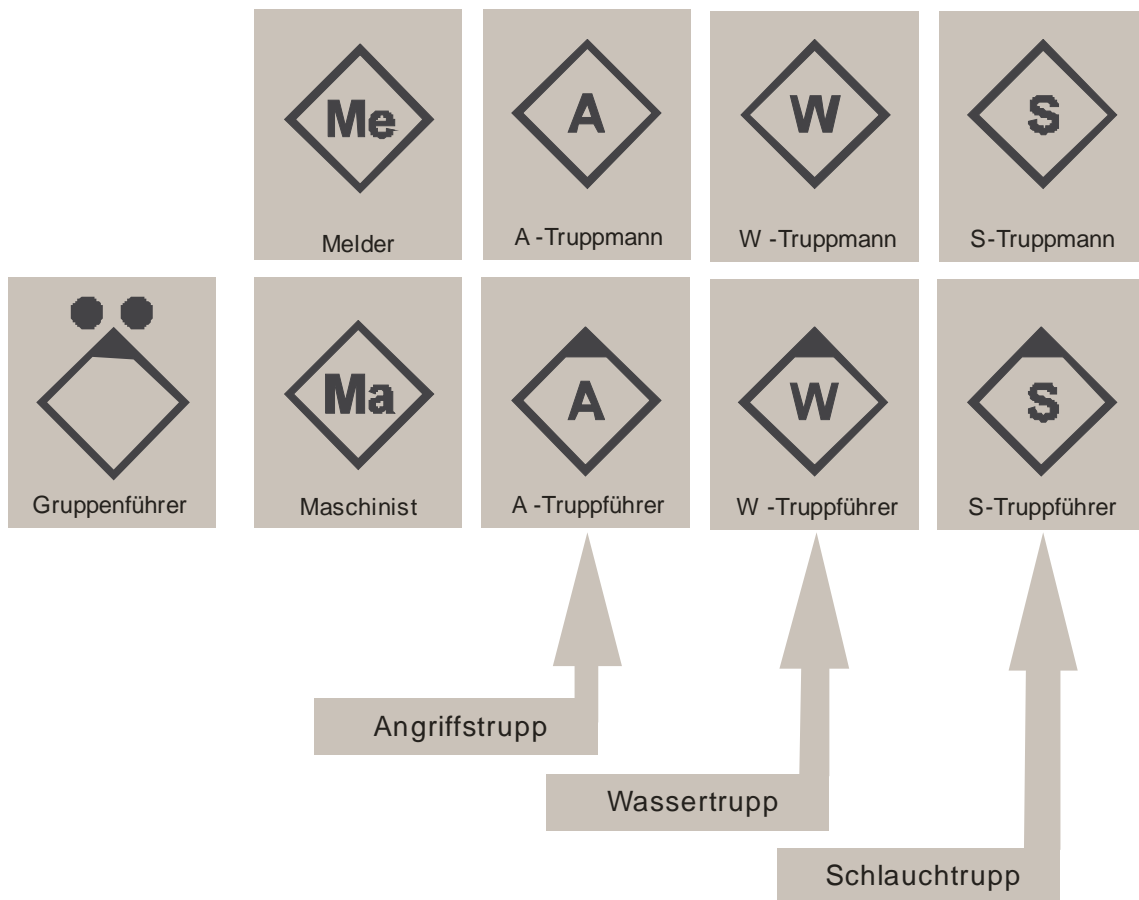 Me
A
W
S
Melder
A -Truppmann
W -Truppmann
S-Truppmann
Ma
A
W
S
Gruppenführer
Maschinist
A -Truppführer
W -Truppführer
S-Truppführer
Angriffstrupp
Wassertrupp
Schlauchtrupp